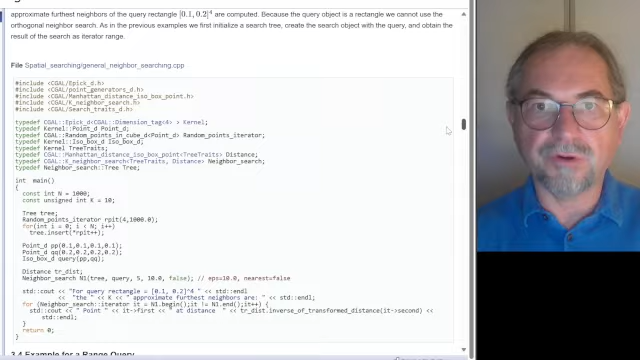 approximate furthest neighbors of the query rectangle [0.1, 0.2]⁴ are computed. Because the query object is a rectangle we cannot use the
orthogonal neighbor search. As in the previous examples we first initialize a search tree, create the search object with the query, and obtain the
result of the search as iterator range.
File Spatial_searching/general_neighbor_searching.cpp
#include <CGAL/Epick_d.h>
#include <CGAL/point_generators_d.h>
#include <CGAL/Manhattan_distance_iso_box_point.h>
#include <CGAL/K_neighbor_search.h>
#include <CGAL/Search_traits_d.h>
typedef CGAL::Epick_d<CGAL::Dimension_tag<4> > Kernel;
typedef Kernel::Point_d Point_d;
typedef CGAL::Random_points_in_cube_d<Point_d> Random_points_iterator;
typedef Kernel::Iso_box_d Iso_box_d;
typedef Kernel TreeTraits;
typedef CGAL::Manhattan_distance_iso_box_point<TreeTraits> Distance;
typedef CGAL::K_neighbor_search<TreeTraits, Distance> Neighbor_search;
typedef Neighbor_search::Tree Tree;
int main()
{
const int N = 1000;
const unsigned int K = 10;
Tree tree;
Random_points_iterator rpit(4,1000.0);
for(int i = 0; i < N; i++)
tree.insert(*rpit++);
Point_d pp(0.1,0.1,0.1,0.1);
Point_d qq(0.2,0.2,0.2,0.2);
Iso_box_d query(pp,qq);
Distance tr_dist;
Neighbor_search N1(tree, query, 5, 10.0, false); // eps=10.0, nearest=false
std::cout << "For query rectangle = [0.1, 0.2]^4 " << std::endl
<< "the " << K << " approximate furthest neighbors are: " << std::endl;
for (Neighbor_search::iterator it = N1.begin();it != N1.end();it++) {
std::cout << " Point " << it->first << " at distance " << tr_dist.inverse_of_transformed_distance(it->second) <<
std::endl;
}
return 0;
}
3.4 Example for a Range Query